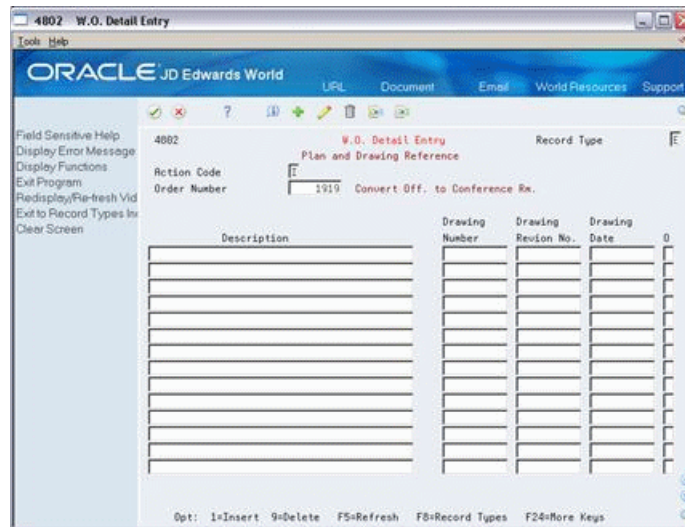 4802 W.O. Detail Entry
Tools Help
ORACLE JD Edwards World
URL Document Email World Resources Support
Field Sensitive Help
Display Error Message
Display Functions
Exit Program
Redisplay/Re-fresh Vid
Exit to Record Types In
Clear Screen
4802 W.O. Detail Entry Record Type E
Plan and Drawing Reference
Action Code I
Order Number 1919 Convert Off. to Conference Rm.
Drawing Drawing Drawing
Description Number Revion No. Date O
Opt: 1=Insert 9=Delete F5=Refresh F8=Record Types F24=More Keys